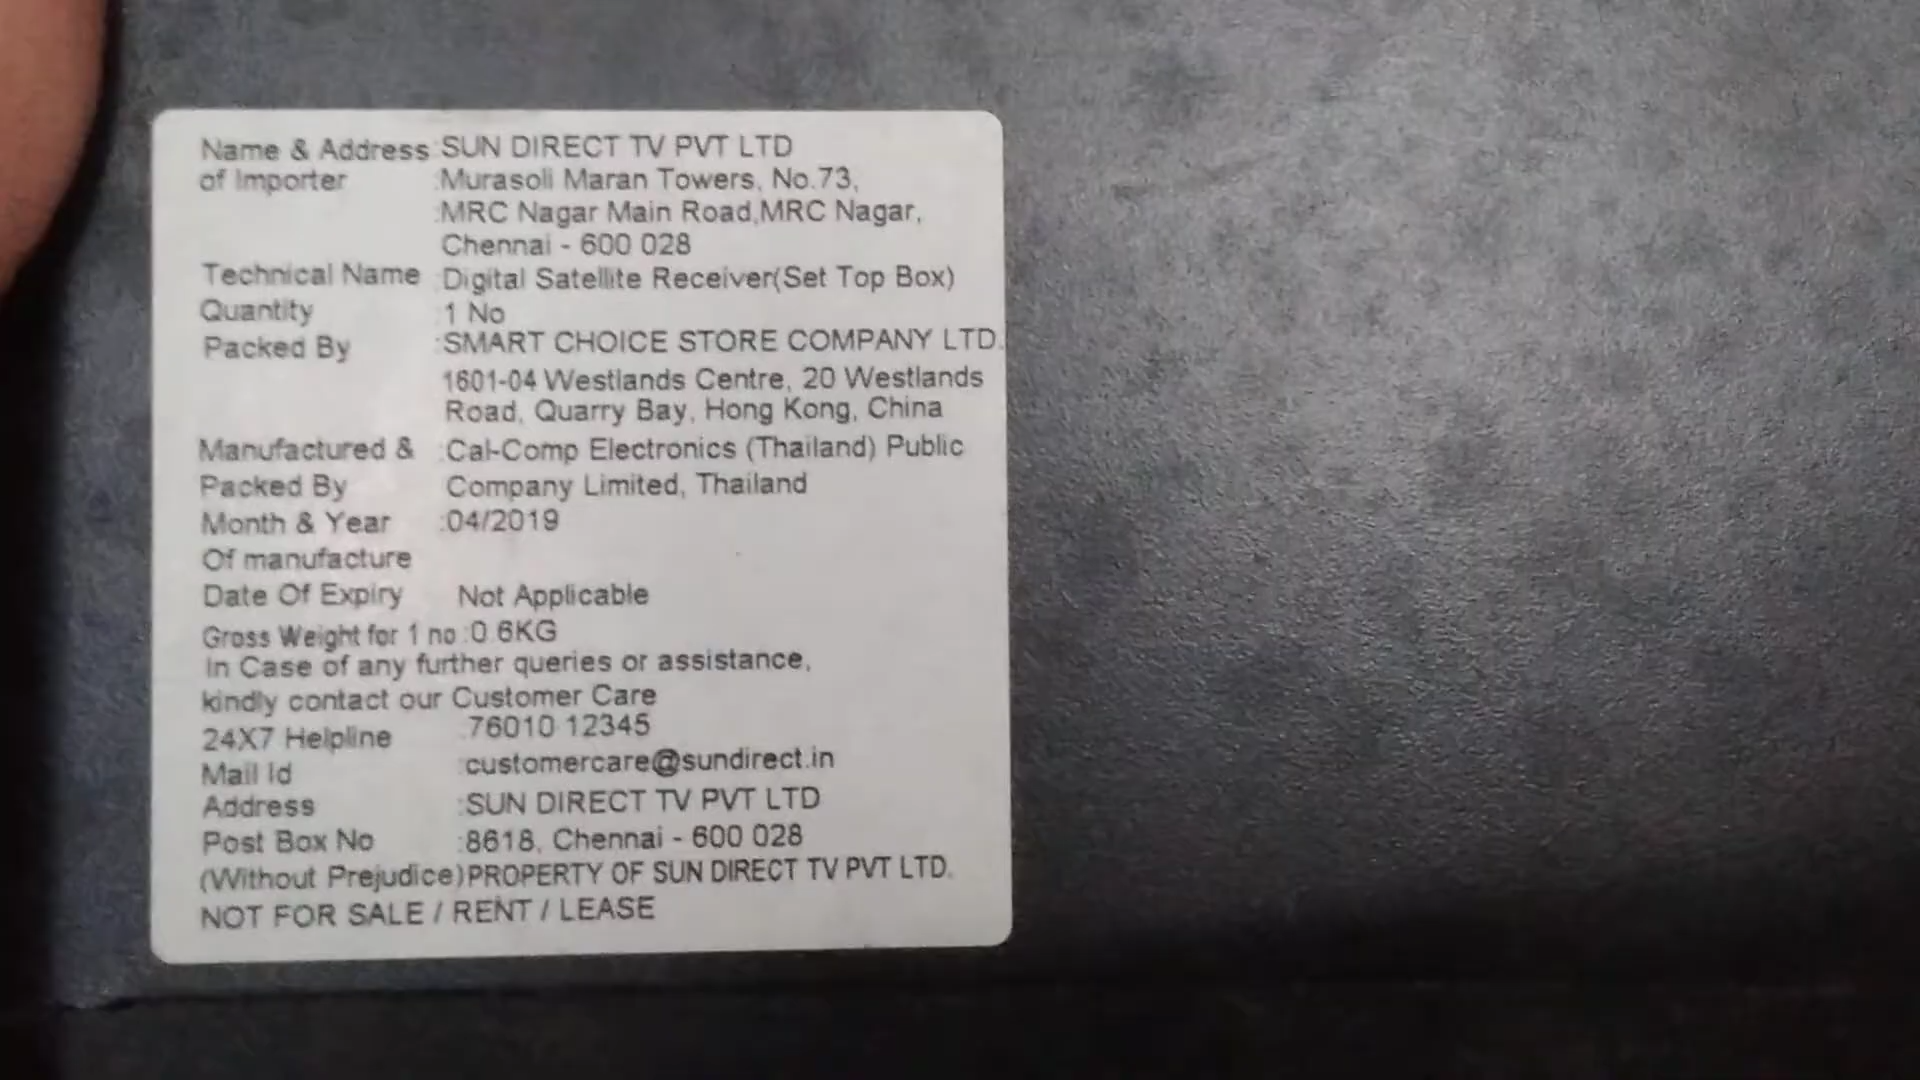 Name & Address :SUN DIRECT TV PVT LTD
of Importer :Murasoli Maran Towers, No.73,
:MRC Nagar Main Road,MRC Nagar,
Chennai - 600 028
Technical Name :Digital Satellite Receiver(Set Top Box)
Quantity :1 No
Packed By :SMART CHOICE STORE COMPANY LTD.
1601-04 Westlands Centre, 20 Westlands
Road, Quarry Bay, Hong Kong, China
Manufactured & :Cal-Comp Electronics (Thailand) Public
Packed By Company Limited, Thailand
Month & Year :04/2019
Of manufacture
Date Of Expiry Not Applicable
Gross Weight for 1 no :0.6KG
In Case of any further queries or assistance,
kindly contact our Customer Care
24X7 Helpline :76010 12345
Mail Id :customercare@sundirect.in
Address :SUN DIRECT TV PVT LTD
Post Box No :8618, Chennai - 600 028
(Without Prejudice)PROPERTY OF SUN DIRECT TV PVT LTD.
NOT FOR SALE / RENT / LEASE